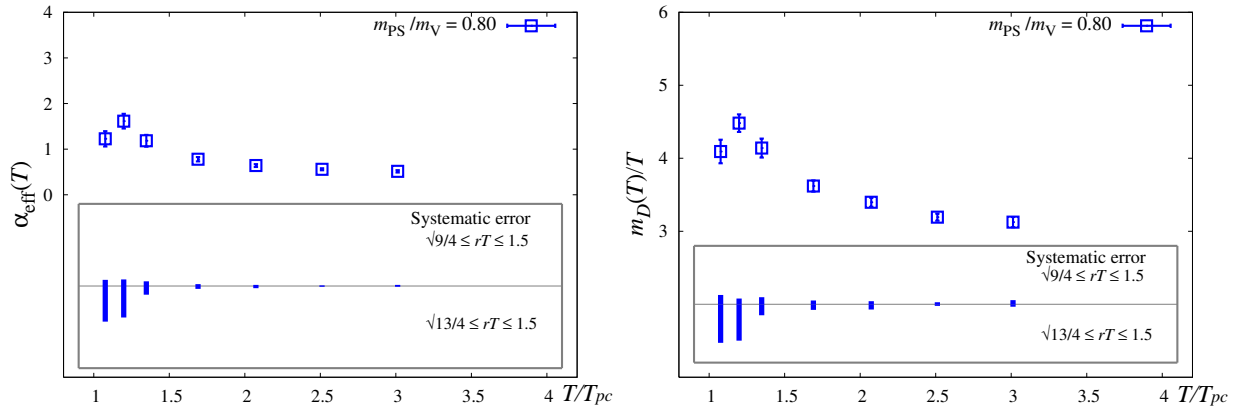 4
3
2
1
0
α_eff(T)
m_PS/m_V = 0.80
Systematic error
√9/4 ≤ rT ≤ 1.5
√13/4 ≤ rT ≤ 1.5
1 1.5 2 2.5 3 3.5 4 T/T_pc
6
5
4
3
m_D(T)/T
m_PS/m_V = 0.80
Systematic error
√9/4 ≤ rT ≤ 1.5
√13/4 ≤ rT ≤ 1.5
1 1.5 2 2.5 3 3.5 4 T/T_pc